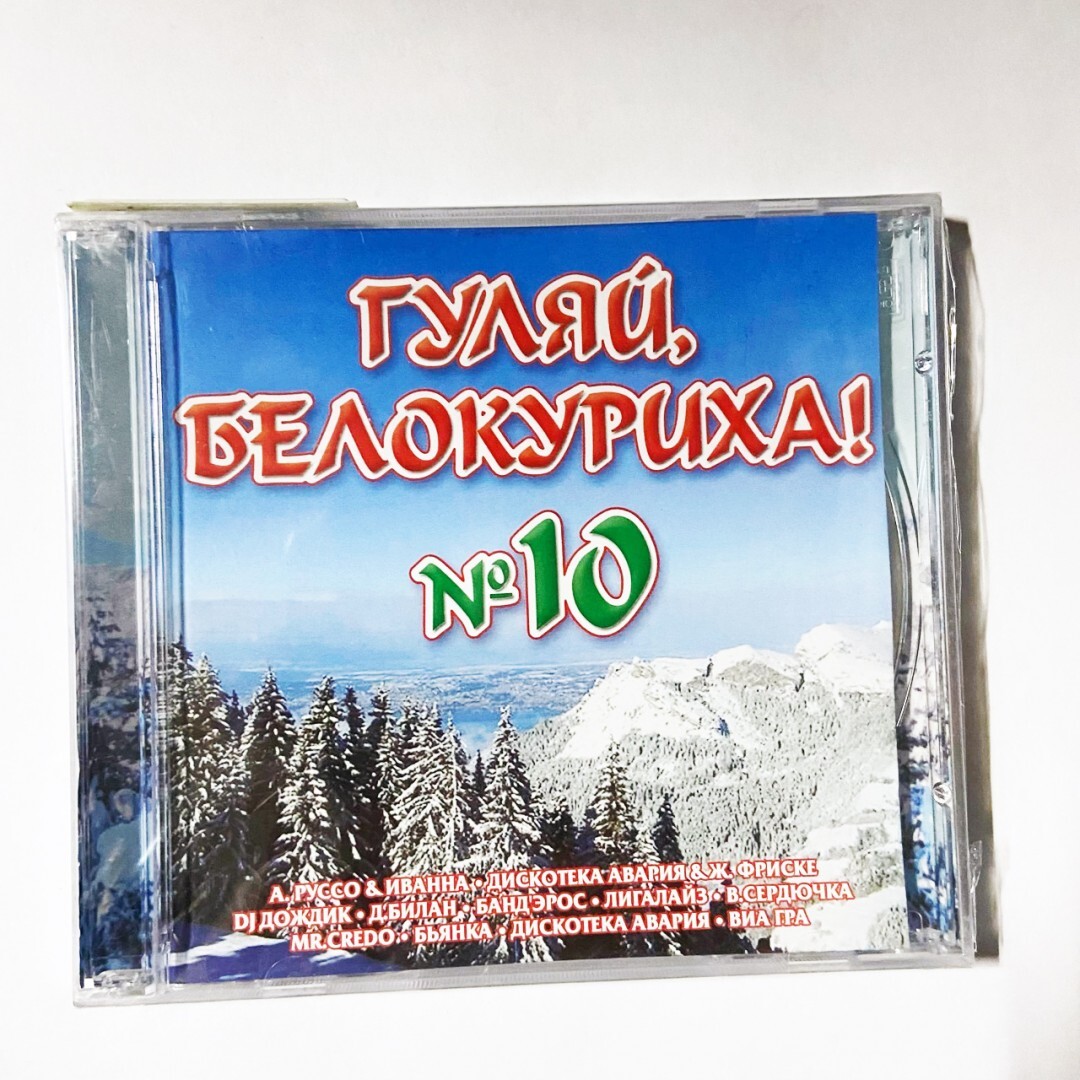 ГУЛЯЙ,
БЕЛОКУРИХА!
№10
А. РУССО & ИВАННА • ДИСКОТЕКА АВАРИЯ & Ж. ФРИСКЕ
DJ ДОЖДИК • Д.БИЛАН • БАНД'ЭРОС • ЛИГАЛАЙЗ • В.СЕРДЮЧКА
MR.CREDO • БЬЯНКА • ДИСКОТЕКА АВАРИЯ • ВИА ГРА